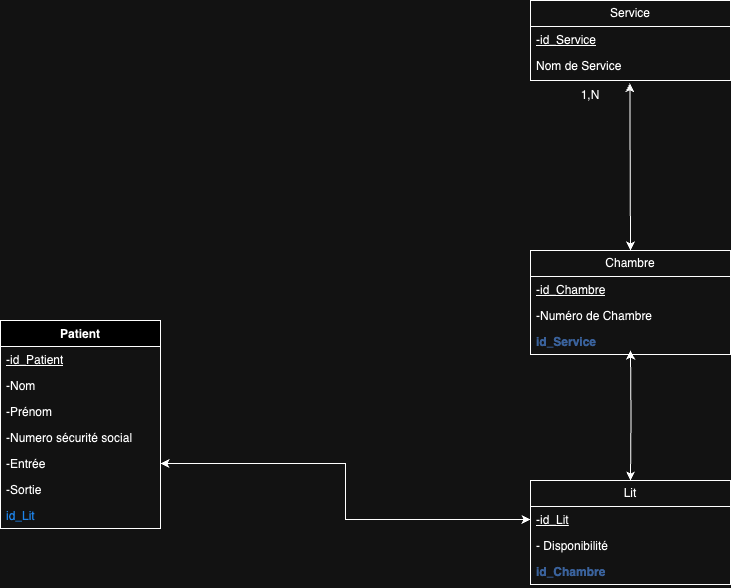 Service
-id_Service
Nom de Service
1,N
Chambre
-id_Chambre
-Numéro de Chambre
id_Service
Patient
-id_Patient
-Nom
-Prénom
-Numero sécurité social
-Entrée
-Sortie
id_Lit
Lit
-id_Lit
- Disponibilité
id_Chambre